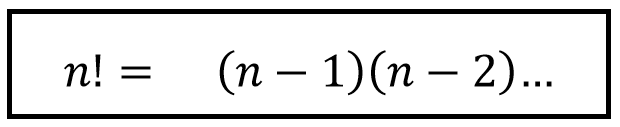 n! = (n − 1)(n − 2)...